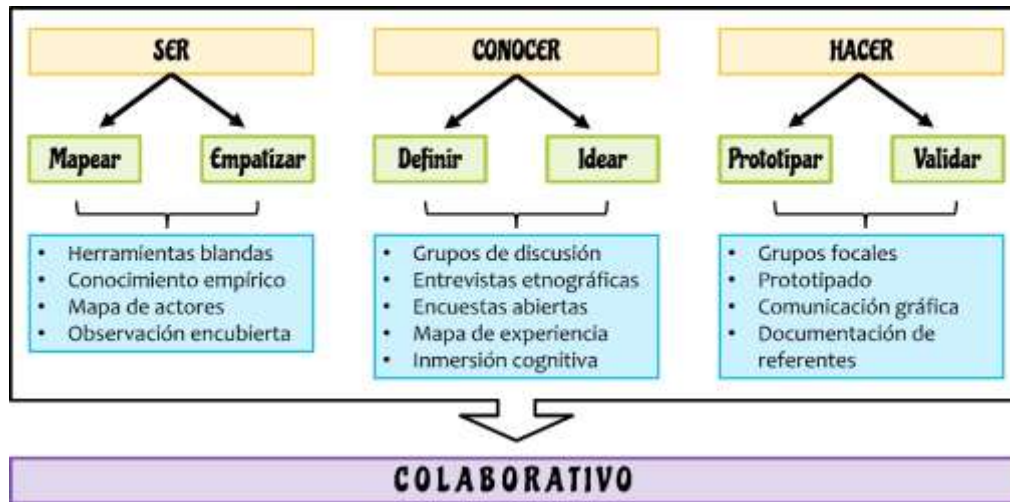 SER
CONOCER
HACER
Mapear
Empatizar
Definir
Idear
Prototipar
Validar
• Herramientas blandas
• Conocimiento empírico
• Mapa de actores
• Observación encubierta
• Grupos de discusión
• Entrevistas etnográficas
• Encuestas abiertas
• Mapa de experiencia
• Inmersión cognitiva
• Grupos focales
• Prototipado
• Comunicación gráfica
• Documentación de
referentes
COLABORATIVO